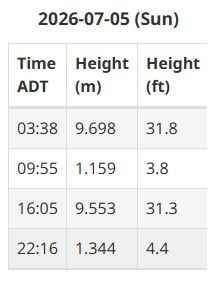 2026-07-05 (Sun)
Time ADT Height (m) Height (ft)
03:38 9.698 31.8
09:55 1.159 3.8
16:05 9.553 31.3
22:16 1.344 4.4